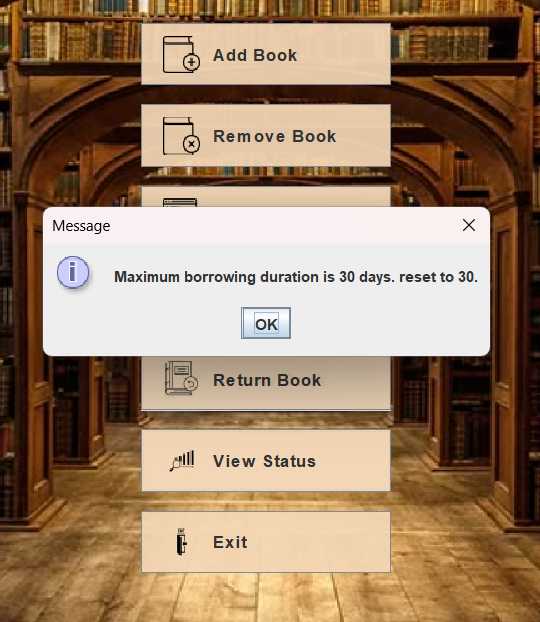 Add Book
Remove Book
Message
Maximum borrowing duration is 30 days. reset to 30.
OK
Return Book
View Status
Exit